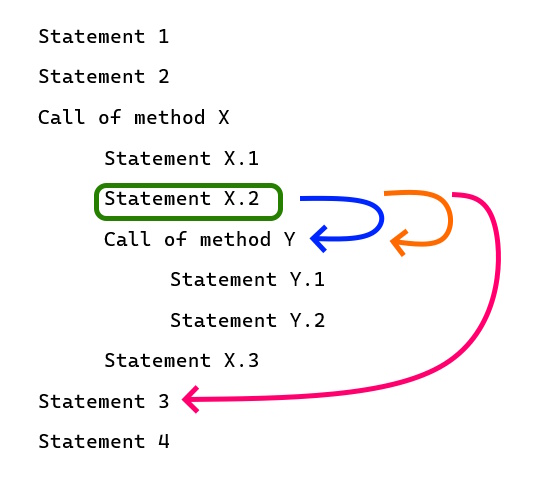 Statement 1
Statement 2
Call of method X
Statement X.1
Statement X.2
Call of method Y
Statement Y.1
Statement Y.2
Statement X.3
Statement 3
Statement 4